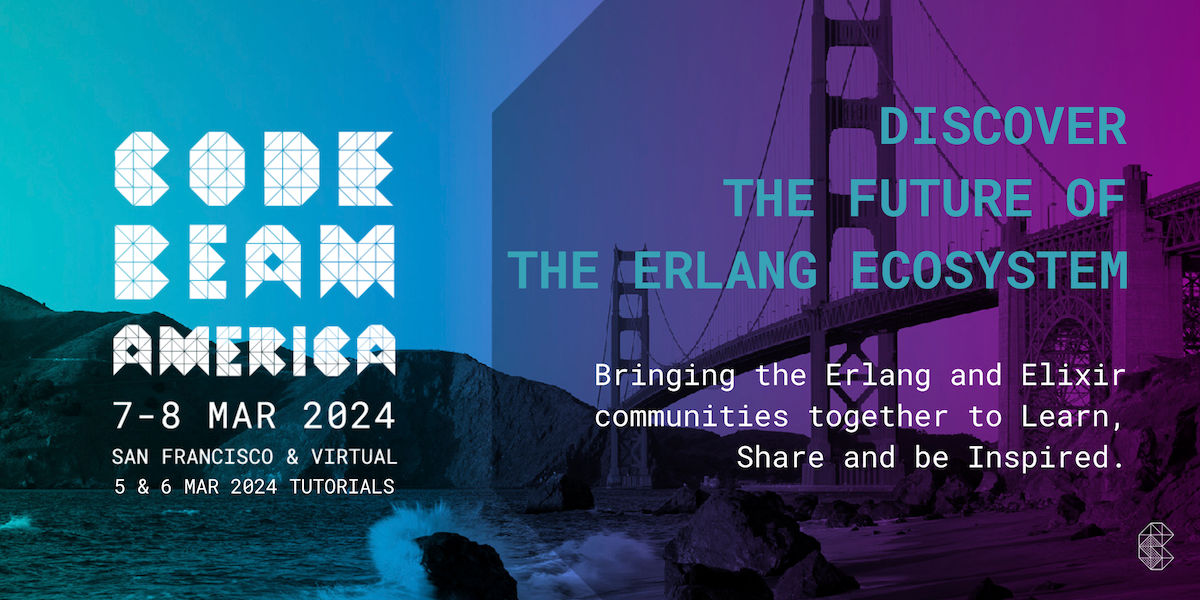 CODE
BEAM
AMERICA
7-8 MAR 2024
SAN FRANCISCO & VIRTUAL
5 & 6 MAR 2024 TUTORIALS
DISCOVER
THE FUTURE OF
THE ERLANG ECOSYSTEM
Bringing the Erlang and Elixir
communities together to Learn,
Share and be Inspired.